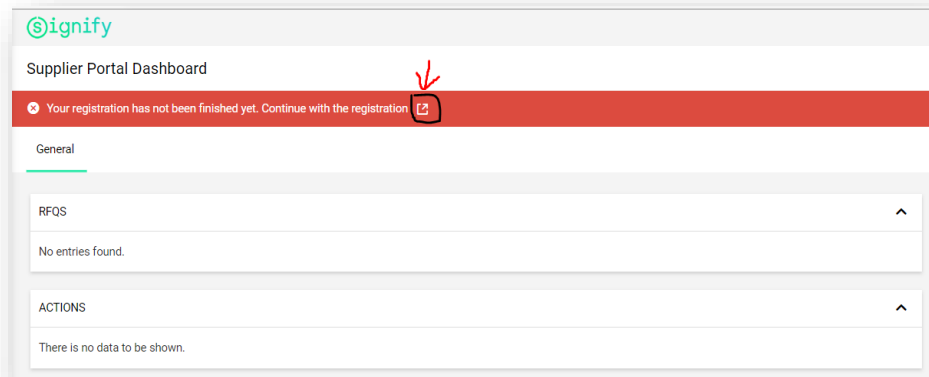 Signify
Supplier Portal Dashboard
Your registration has not been finished yet. Continue with the registration
General
RFQS
No entries found.
ACTIONS
There is no data to be shown.